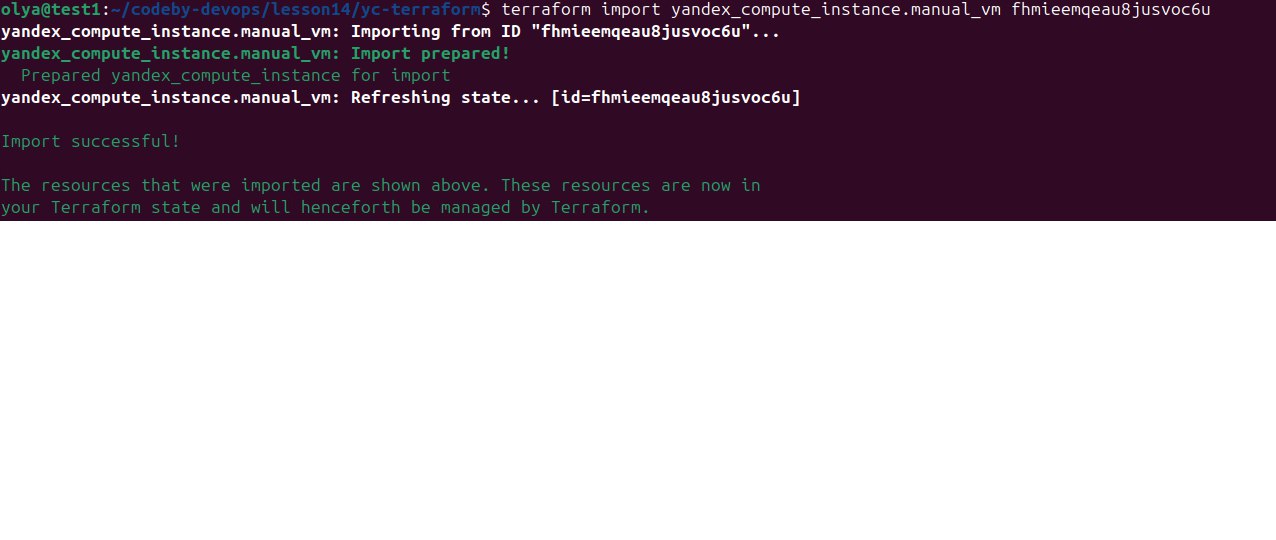 olya@test1:~/codeby-devops/lesson14/yc-terraform$ terraform import yandex_compute_instance.manual_vm fhmieemqeau8jusvoc6u
yandex_compute_instance.manual_vm: Importing from ID "fhmieemqeau8jusvoc6u"...
yandex_compute_instance.manual_vm: Import prepared!
  Prepared yandex_compute_instance for import
yandex_compute_instance.manual_vm: Refreshing state... [id=fhmieemqeau8jusvoc6u]
Import successful!
The resources that were imported are shown above. These resources are now in
your Terraform state and will henceforth be managed by Terraform.